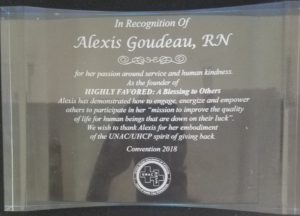 In Recognition Of
Alexis Goudeau, RN
for her passion around service and human kindness.
As the founder of
HIGHLY FAVORED: A Blessing to Others
Alexis has demonstrated how to engage, energize and empower
others to participate in her "mission to improve the quality
of life for human beings that are down on their luck".
We wish to thank Alexis for her embodiment
of the UNAC/UHCP spirit of giving back.
Convention 2018